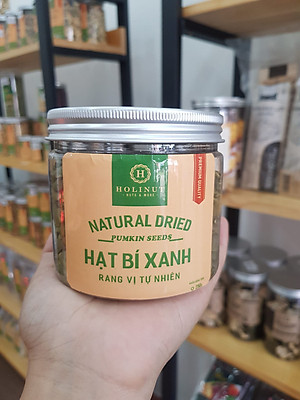 H
HOLINUT
NUTS & MORE
PREMIUM QUALITY
NATURAL DRIED
PUMKIN SEEDS
HẠT BÍ XANH
RANG VỊ TỰ NHIÊN